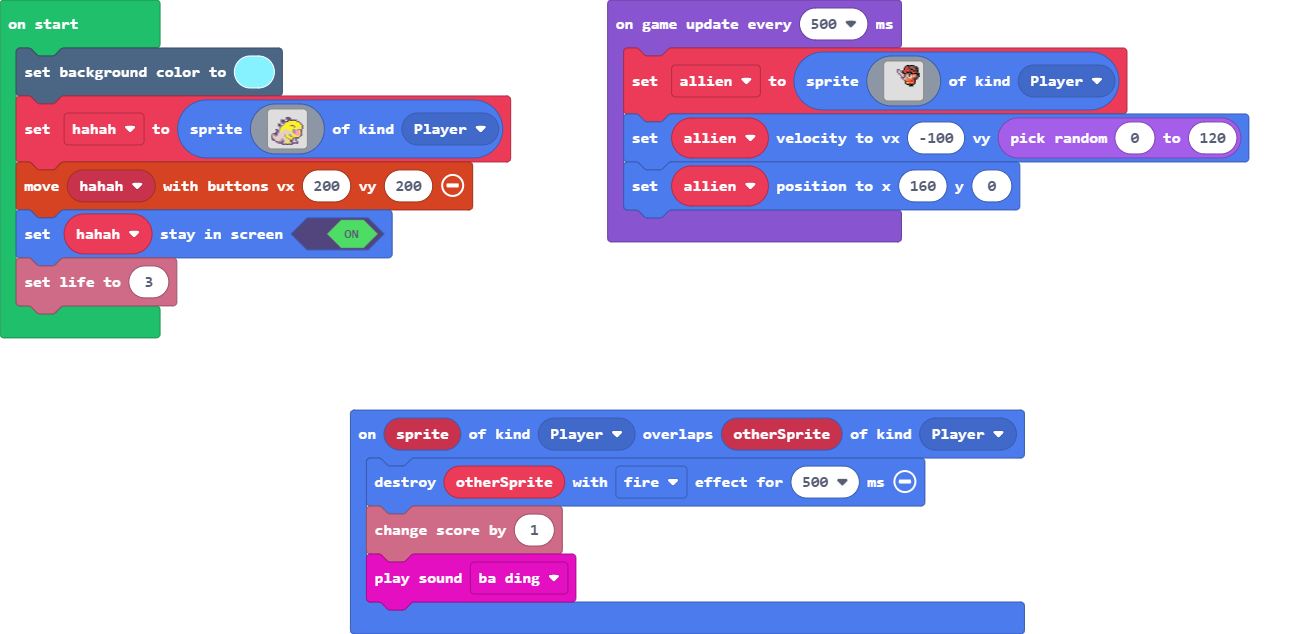 on start
set background color to
set hahah to sprite of kind Player
move hahah with buttons vx 200 vy 200
set hahah stay in screen ON
set life to 3
on game update every 500 ms
set allien to sprite of kind Player
set allien velocity to vx -100 vy pick random 0 to 120
set allien position to x 160 y 0
on sprite of kind Player overlaps otherSprite of kind Player
destroy otherSprite with fire effect for 500 ms
change score by 1
play sound ba ding